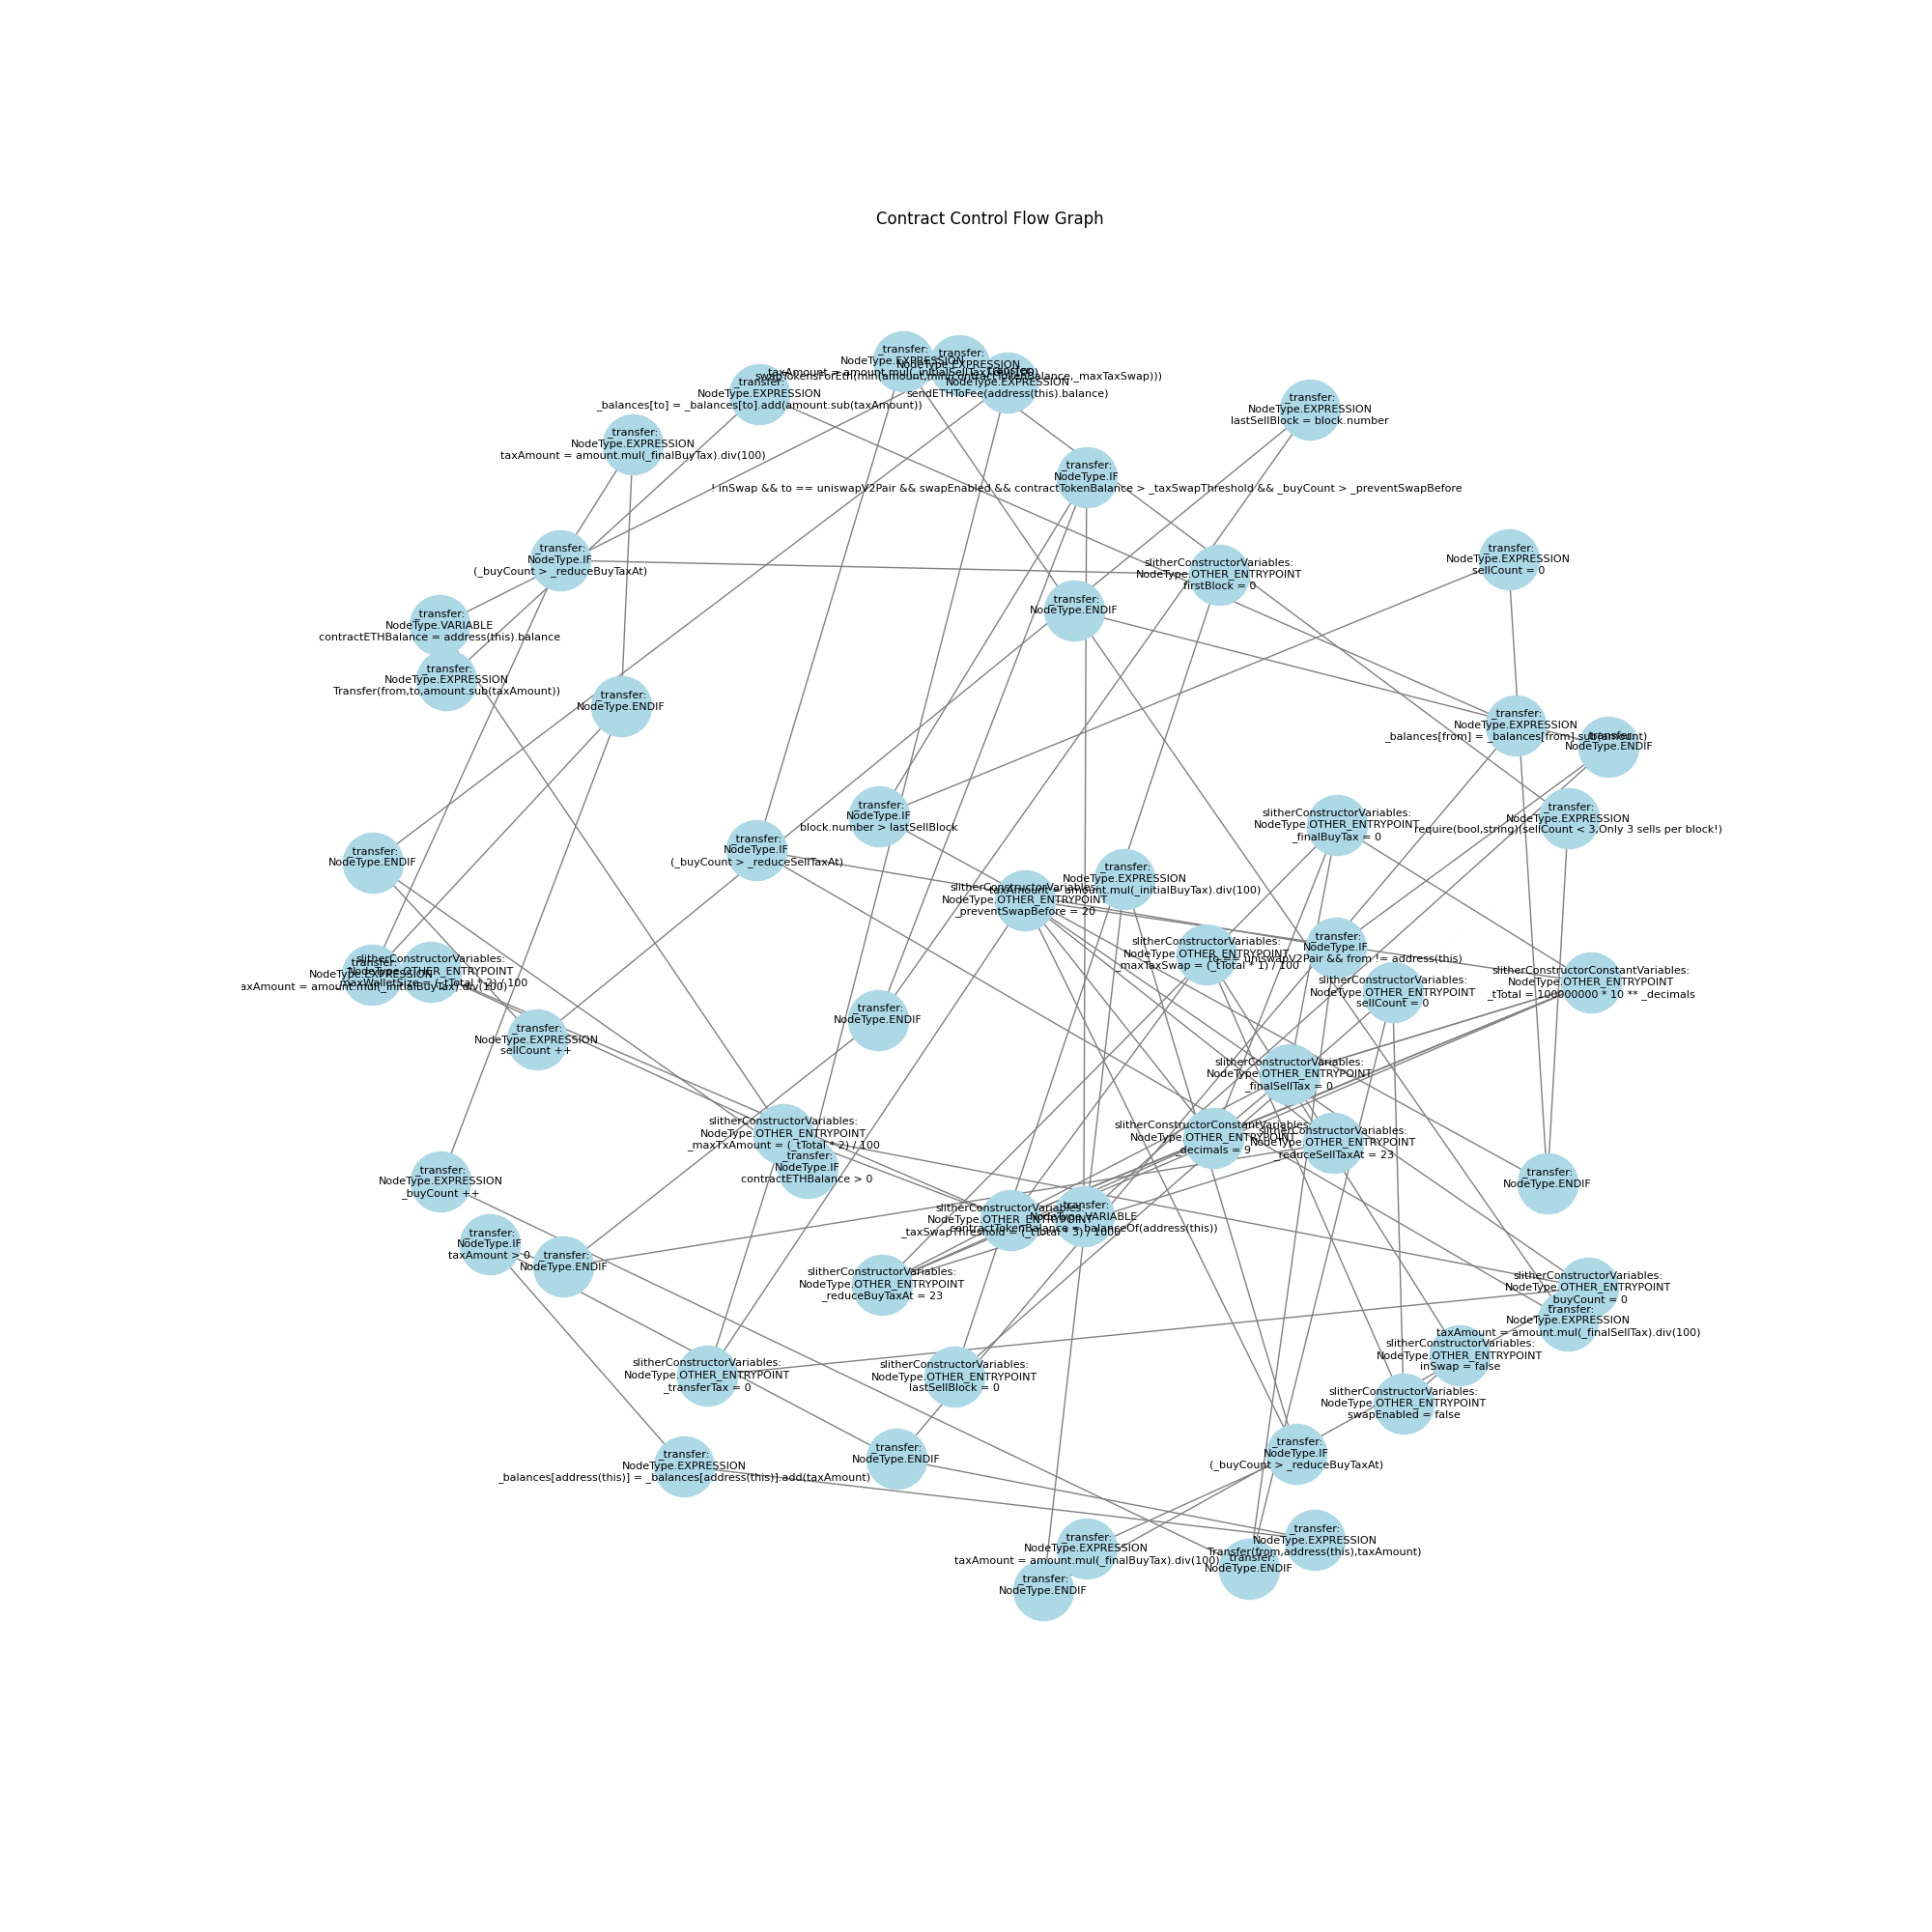 Contract Control Flow Graph
_transfer:
NodeType.EXPRESSION
taxAmount = amount.mul(_initialSellTax).div(100)
_transfer:
NodeType.EXPRESSION
swapTokensForEth(min(amount,min(contractTokenBalance,_maxTaxSwap)))
_transfer:
NodeType.EXPRESSION
sendETHToFee(address(this).balance)
_transfer:
NodeType.EXPRESSION
_balances[to] = _balances[to].add(amount.sub(taxAmount))
_transfer:
NodeType.EXPRESSION
lastSellBlock = block.number
_transfer:
NodeType.EXPRESSION
taxAmount = amount.mul(_finalBuyTax).div(100)
_transfer:
NodeType.IF
! inSwap && to == uniswapV2Pair && swapEnabled && contractTokenBalance > _taxSwapThreshold && _buyCount > _preventSwapBefore
_transfer:
NodeType.IF
(_buyCount > _reduceBuyTaxAt)
slitherConstructorVariables:
NodeType.OTHER_ENTRYPOINT
firstBlock = 0
_transfer:
NodeType.EXPRESSION
sellCount = 0
_transfer:
NodeType.ENDIF
_transfer:
NodeType.VARIABLE
contractETHBalance = address(this).balance
_transfer:
NodeType.EXPRESSION
Transfer(from,to,amount.sub(taxAmount))
_transfer:
NodeType.ENDIF
_transfer:
NodeType.EXPRESSION
_balances[from] = _balances[from].sub(amount)
_transfer:
NodeType.ENDIF
_transfer:
NodeType.IF
block.number > lastSellBlock
slitherConstructorVariables:
NodeType.OTHER_ENTRYPOINT
_finalBuyTax = 0
_transfer:
NodeType.EXPRESSION
require(bool,string)(sellCount < 3,Only 3 sells per block!)
_transfer:
NodeType.ENDIF
_transfer:
NodeType.IF
(_buyCount > _reduceSellTaxAt)
_transfer:
NodeType.EXPRESSION
taxAmount = amount.mul(_initialBuyTax).div(100)
slitherConstructorVariables:
NodeType.OTHER_ENTRYPOINT
_preventSwapBefore = 20
slitherConstructorVariables:
NodeType.OTHER_ENTRYPOINT
_maxTaxSwap = (_tTotal * 1) / 100
_transfer:
NodeType.IF
to == uniswapV2Pair && from != address(this)
_transfer:
NodeType.EXPRESSION
axAmount = amount.mul(_initialBuyTax).div(100)
slitherConstructorVariables:
NodeType.OTHER_ENTRYPOINT
_maxWalletSize = (_tTotal * 2) / 100
slitherConstructorVariables:
NodeType.OTHER_ENTRYPOINT
sellCount = 0
slitherConstructorConstantVariables:
NodeType.OTHER_ENTRYPOINT
_tTotal = 100000000 * 10 ** _decimals
_transfer:
NodeType.ENDIF
_transfer:
NodeType.EXPRESSION
sellCount ++
slitherConstructorVariables:
NodeType.OTHER_ENTRYPOINT
_finalSellTax = 0
slitherConstructorVariables:
NodeType.OTHER_ENTRYPOINT
_maxTxAmount = (_tTotal * 2) / 100
_transfer:
NodeType.IF
contractETHBalance > 0
slitherConstructorConstantVariables:
NodeType.OTHER_ENTRYPOINT
_decimals = 9
slitherConstructorVariables:
NodeType.OTHER_ENTRYPOINT
_reduceSellTaxAt = 23
_transfer:
NodeType.EXPRESSION
_buyCount ++
_transfer:
NodeType.ENDIF
slitherConstructorVariables:
NodeType.OTHER_ENTRYPOINT
_taxSwapThreshold = (_tTotal * 3) / 1000
_transfer:
NodeType.VARIABLE
contractTokenBalance = balanceOf(address(this))
_transfer:
NodeType.IF
taxAmount > 0
_transfer:
NodeType.ENDIF
slitherConstructorVariables:
NodeType.OTHER_ENTRYPOINT
_reduceBuyTaxAt = 23
slitherConstructorVariables:
NodeType.OTHER_ENTRYPOINT
_buyCount = 0
_transfer:
NodeType.EXPRESSION
taxAmount = amount.mul(_finalSellTax).div(100)
slitherConstructorVariables:
NodeType.OTHER_ENTRYPOINT
inSwap = false
slitherConstructorVariables:
NodeType.OTHER_ENTRYPOINT
_transferTax = 0
slitherConstructorVariables:
NodeType.OTHER_ENTRYPOINT
lastSellBlock = 0
slitherConstructorVariables:
NodeType.OTHER_ENTRYPOINT
swapEnabled = false
_transfer:
NodeType.IF
(_buyCount > _reduceBuyTaxAt)
_transfer:
NodeType.ENDIF
_transfer:
NodeType.EXPRESSION
_balances[address(this)] = _balances[address(this)].add(taxAmount)
_transfer:
NodeType.EXPRESSION
Transfer(from,address(this),taxAmount)
_transfer:
NodeType.EXPRESSION
taxAmount = amount.mul(_finalBuyTax).div(100)
_transfer:
NodeType.ENDIF
_transfer:
NodeType.ENDIF